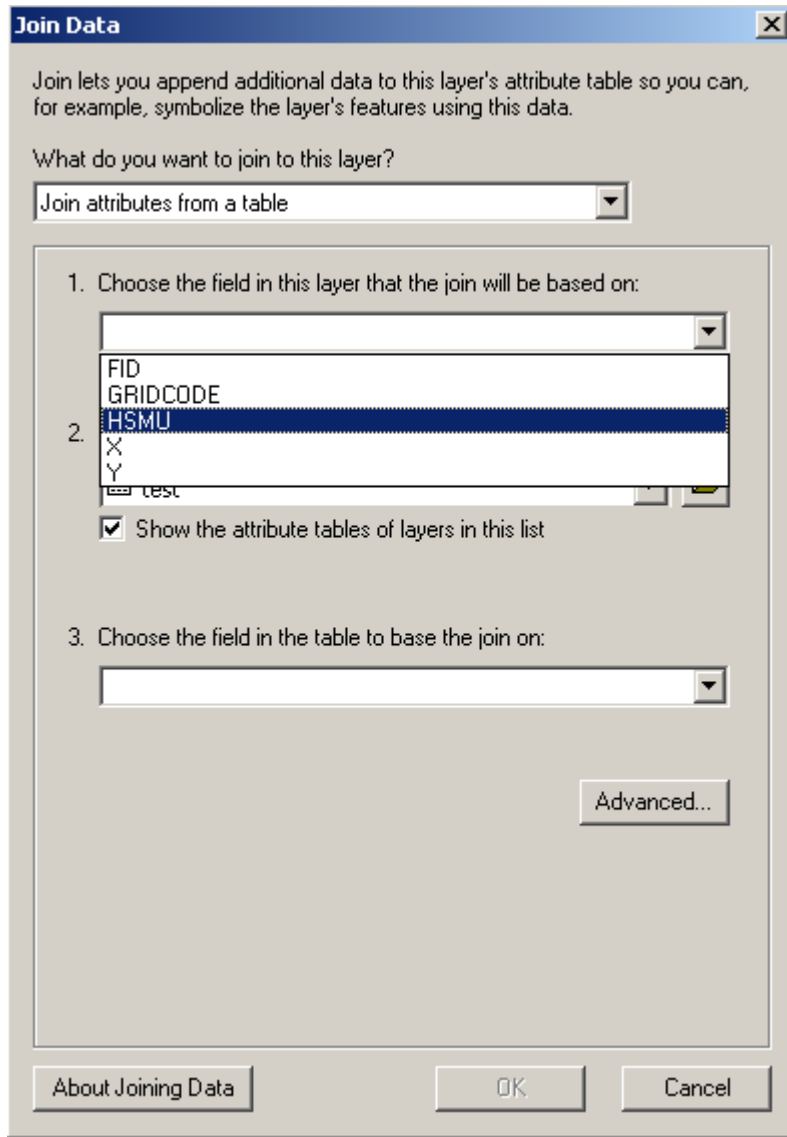 Join Data
Join lets you append additional data to this layer's attribute table so you can,
for example, symbolize the layer's features using this data.
What do you want to join to this layer?
Join attributes from a table
1. Choose the field in this layer that the join will be based on:
FID
GRIDCODE
HSMU
X
Y
2.
test
Show the attribute tables of layers in this list
3. Choose the field in the table to base the join on:
Advanced...
About Joining Data
OK
Cancel